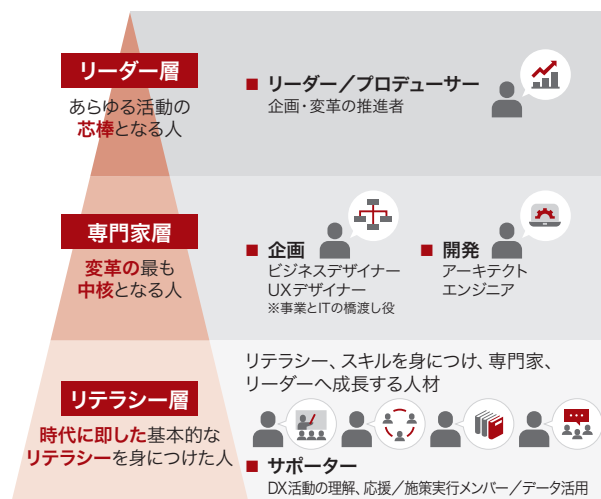 リーダー層
あらゆる活動の
芯棒となる人
■ リーダー／プロデューサー
企画・変革の推進者
専門家層
変革の最も
中核となる人
■ 企画
ビジネスデザイナー
UXデザイナー
※事業とITの橋渡し役
■ 開発
アーキテクト
エンジニア
リテラシー層
時代に即した基本的な
リテラシーを身につけた人
リテラシー、スキルを身につけ、専門家、
リーダーへ成長する人材
■ サポーター
DX活動の理解、応援／施策実行メンバー／データ活用